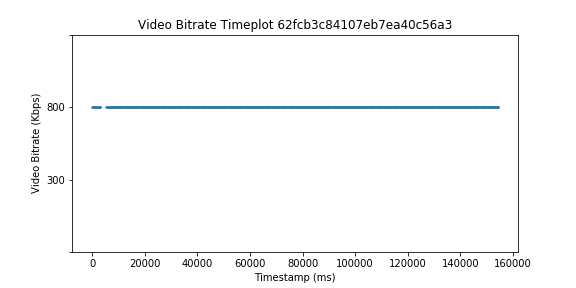 Video Bitrate Timeplot 62fcb3c84107eb7ea40c56a3
Video Bitrate (Kbps)
800
300
0 20000 40000 60000 80000 100000 120000 140000 160000
Timestamp (ms)